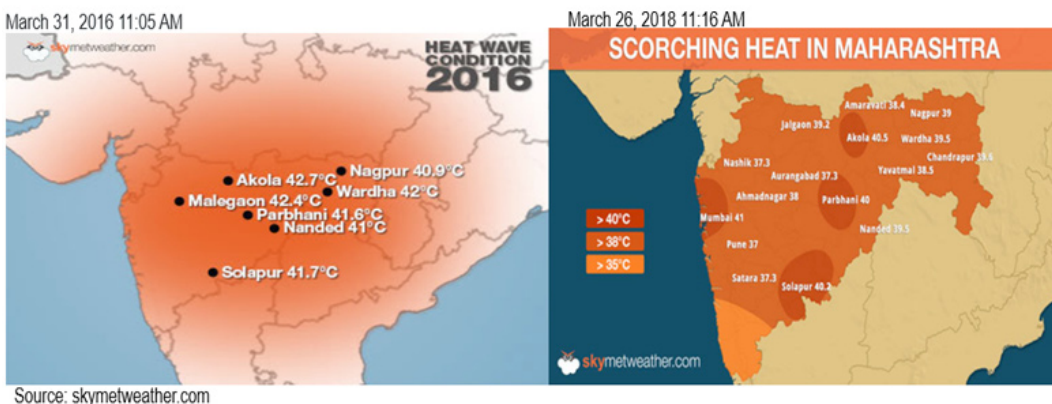 March 31, 2016 11:05 AM
skymetweather.com
HEAT WAVE
CONDITION
2016
Nagpur 40.9°C
Akola 42.7°C
Wardha 42°C
Malegaon 42.4°C
Parbhani 41.6°C
Nanded 41°C
Solapur 41.7°C
March 26, 2018 11:16 AM
SCORCHING HEAT IN MAHARASHTRA
Amaravati 38.4
Nagpur 39
Jalgaon 39.2
Akola 40.5
Wardha 39.5
Chandrapur 39.6
Nashik 37.3
Yavatmal 38.5
Aurangabad 37.3
Ahmadnagar 38
Parbhani 40
> 40°C
Mumbai 41
Nanded 39.5
> 38°C
Pune 37
> 35°C
Satara 37.3
Solapur 40.2
skymetweather.com
Source: skymetweather.com